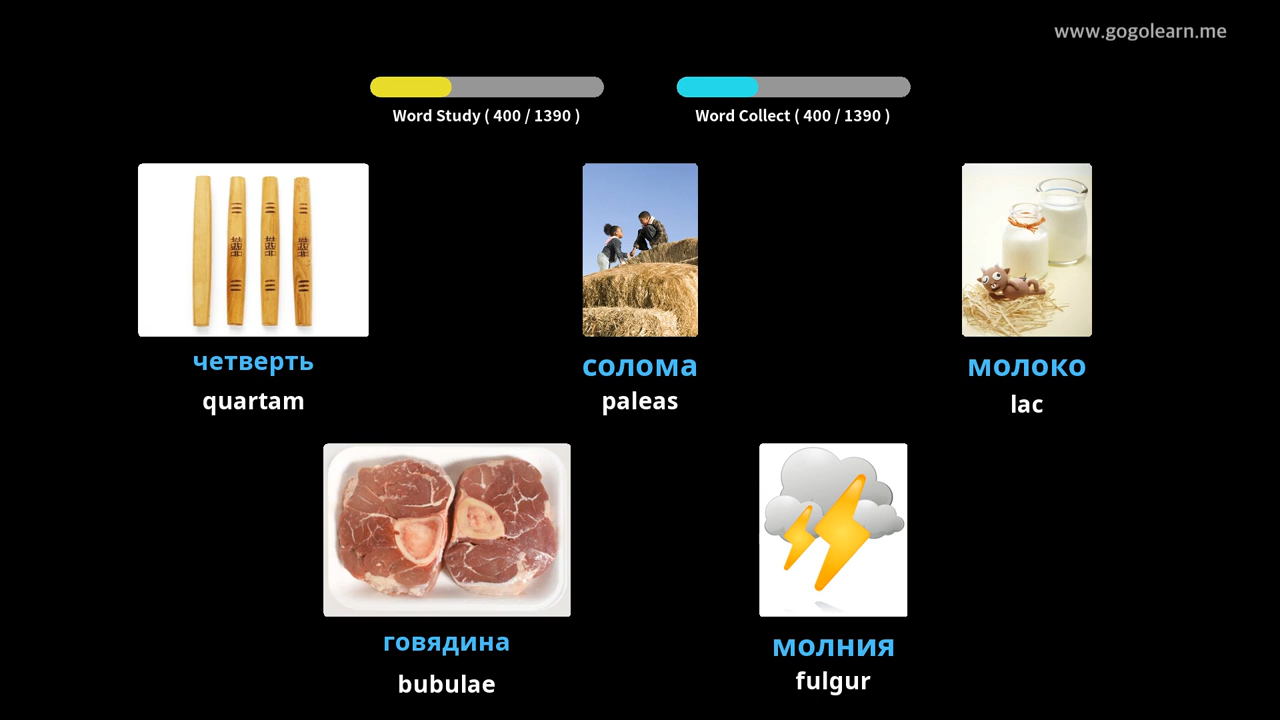 www.gogolearn.me
Word Study ( 400 / 1390 )
Word Collect ( 400 / 1390 )
четверть
quartam
солома
paleas
молоко
lac
говядина
bubulae
молния
fulgur